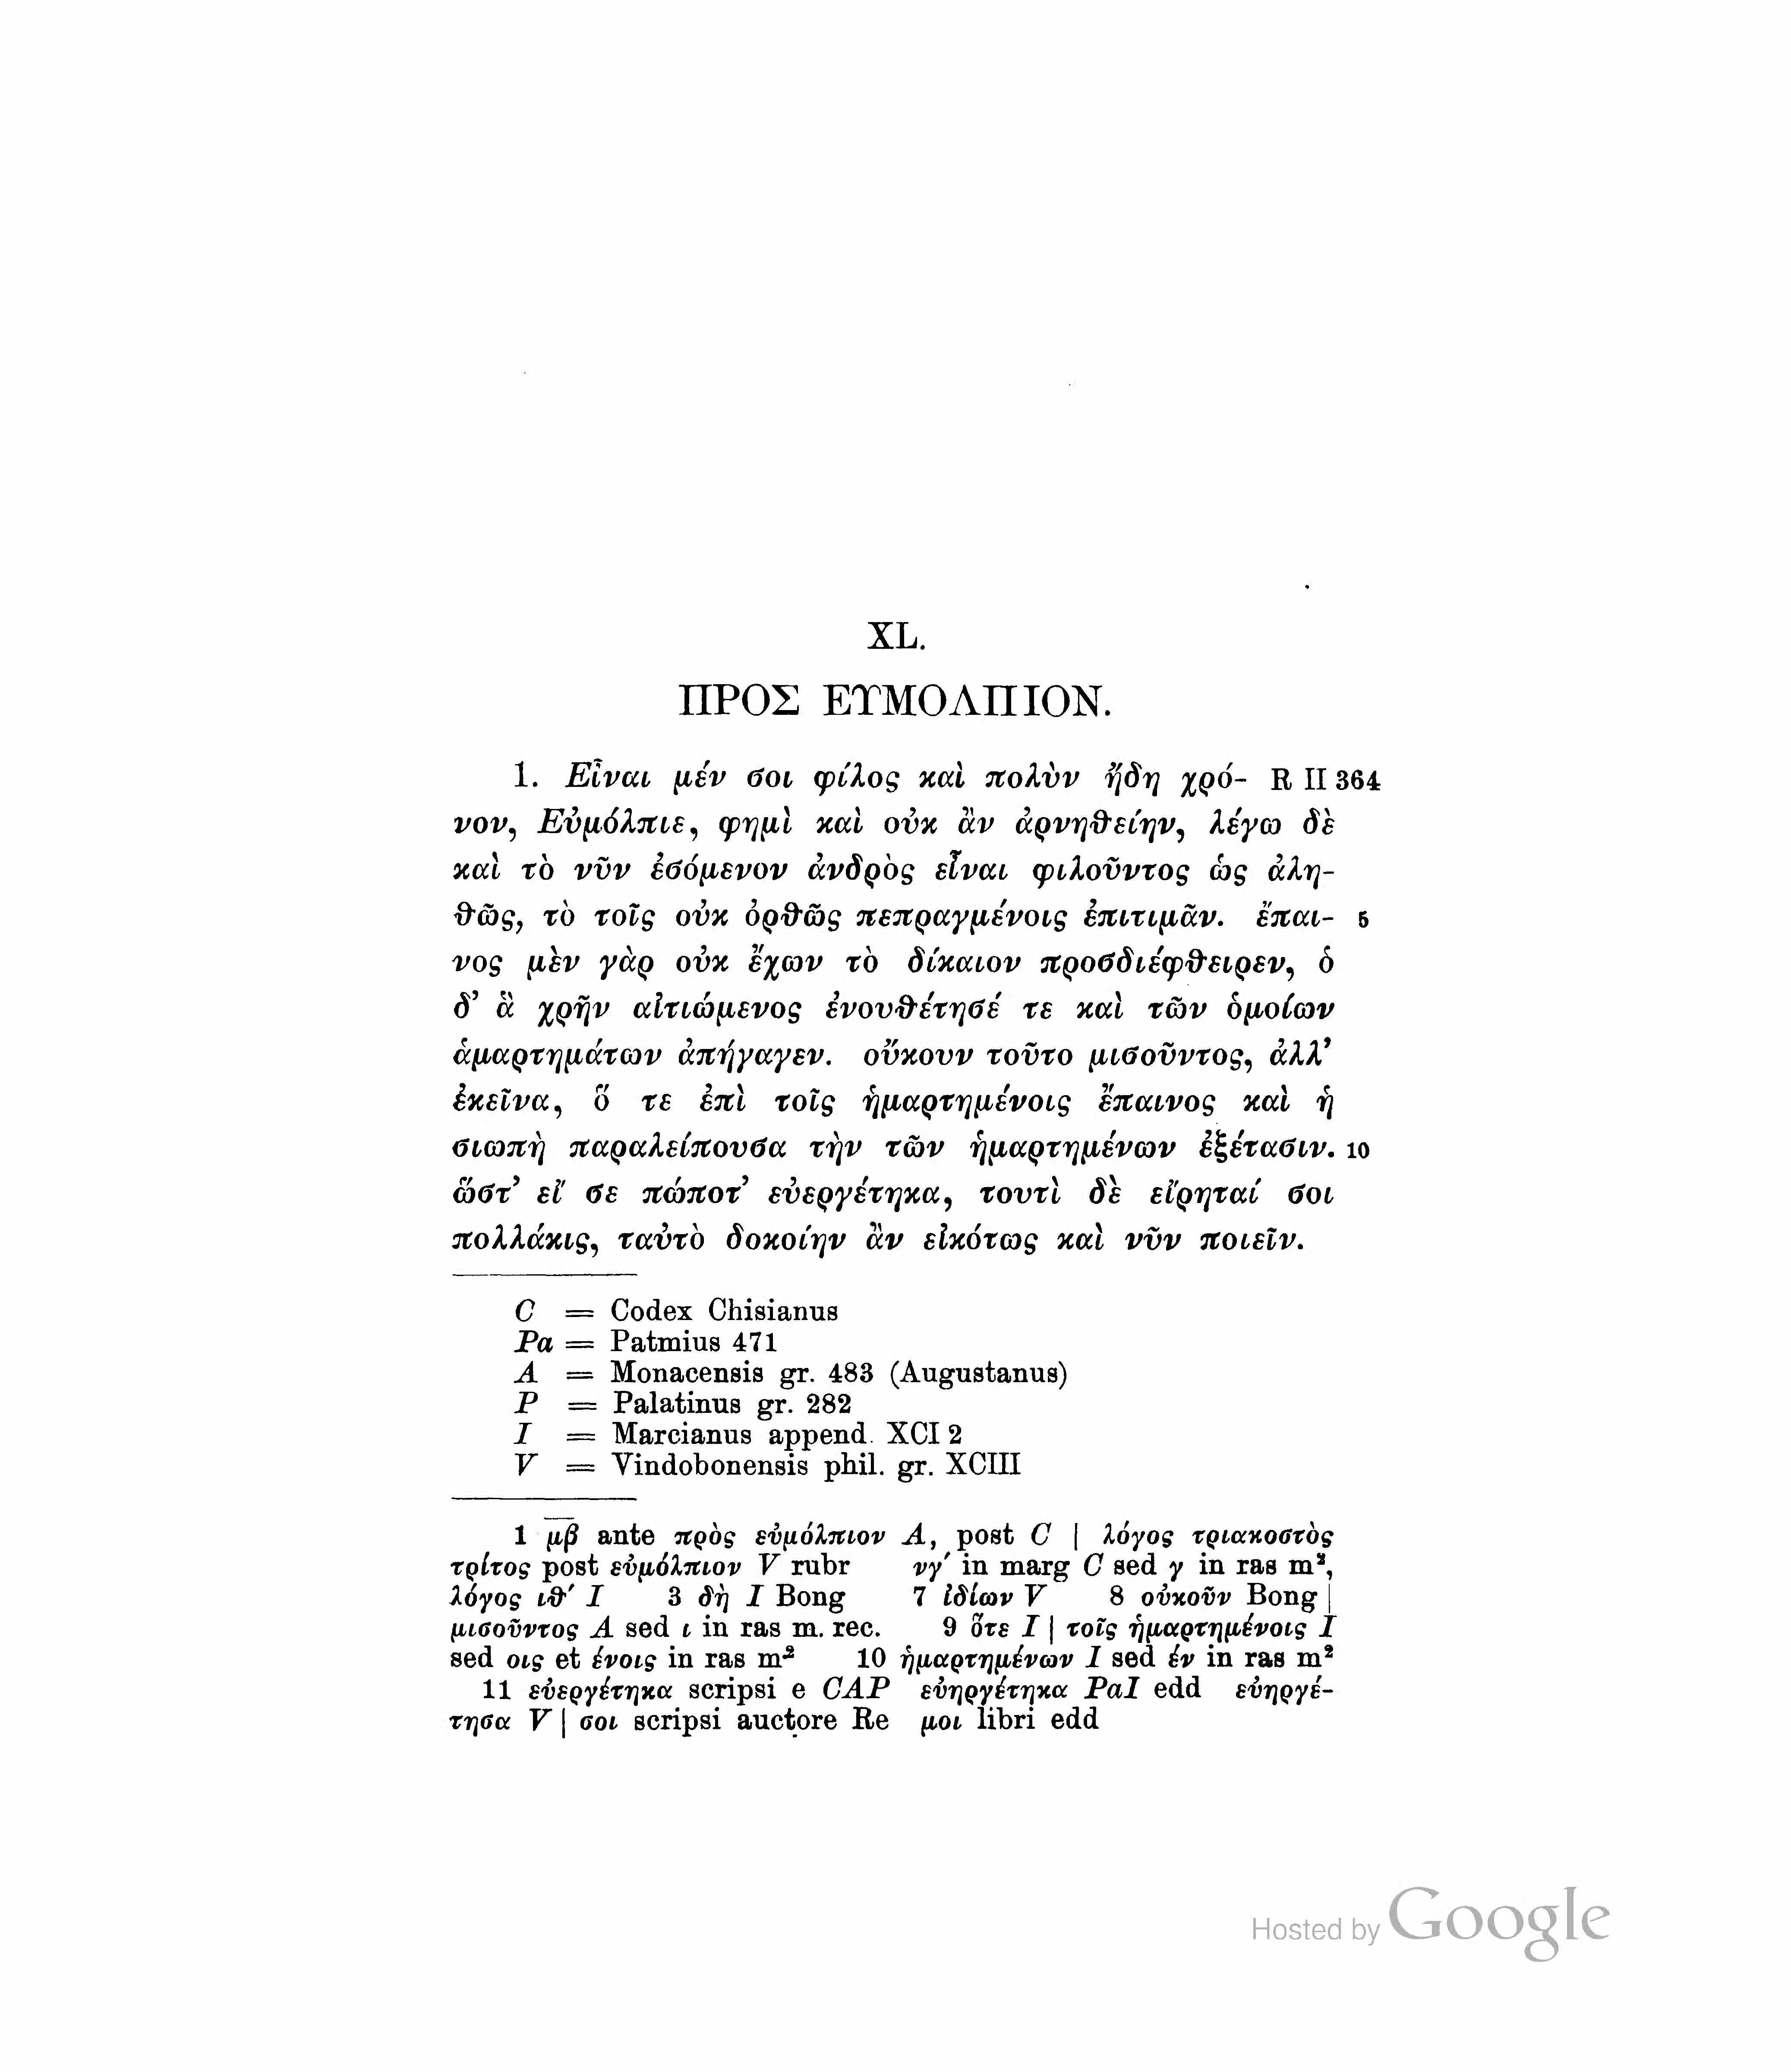 XL.
ΠΡΟΣ ΕΥΜΟΛΠΙΟΝ.
1. Εἶναι μέν σοι φίλος καὶ πολὺν ἤδη χρό- R II 364
νον, Εὐμόλπιε, φημὶ καὶ οὐκ ἂν ἀρνηθείην, λέγω δὲ
καὶ τὸ νῦν ἐσόμενον ἀνδρὸς εἶναι φιλοῦντος ὡς ἀλη-
θῶς, τὸ τοῖς οὐκ ὀρθῶς πεπραγμένοις ἐπιτιμᾶν. ἔπαι- 5
νος μὲν γὰρ οὐκ ἔχων τὸ δίκαιον προσδιέφθειρεν, ὁ
δ’ ἃ χρῆν αἰτιώμενος ἐνουθέτησέ τε καὶ τῶν ὁμοίων
ἁμαρτημάτων ἀπήγαγεν. οὔκουν τοῦτο μισοῦντος, ἀλλ’
ἐκεῖνα, ὅ τε ἐπὶ τοῖς ἡμαρτημένοις ἔπαινος καὶ ἡ
σιωπὴ παραλείπουσα τὴν τῶν ἡμαρτημένων ἐξέτασιν. 10
ὥστ’ εἴ σε πώποτ’ εὐεργέτηκα, τουτὶ δὲ εἴρηταί σοι
πολλάκις, ταὐτὸ δοκοίην ἂν εἰκότως καὶ νῦν ποιεῖν.
C = Codex Chisianus
Pa = Patmius 471
A = Monacensis gr. 483 (Augustanus)
P = Palatinus gr. 282
I = Marcianus append. XCI 2
V = Vindobonensis phil. gr. XCIII
1 μ̅β̅ ante πρὸς εὐμόλπιον A, post C | λόγος τριακοστὸς
τρίτος post εὐμόλπιον V rubr νγ′ in marg C sed γ in ras m²,
λόγος ιθ′ I 3 δὴ I Bong 7 ἰδίων V 8 οὐκοῦν Bong |
μισοῦντος A sed ι in ras m. rec. 9 ὅτε I | τοῖς ἡμαρτημένοις I
sed οις et ένοις in ras m² 10 ἡμαρτημένων I sed έν in ras m²
11 εὐεργέτηκα scripsi e CAP εὐηργέτηκα PaI edd εὐηργέ-
τησα V | σοι scripsi auctore Re μοι libri edd
Hosted by Google